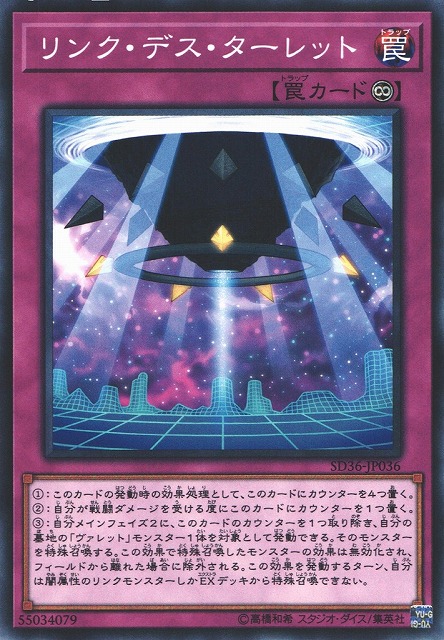 リンク・デス・ターレット
トラップ
罠
【罠カード】
SD36-JP036
①：このカードの発動時の効果処理として、このカードにカウンターを4つ置く。
②：自分が戦闘ダメージを受ける度にこのカードにカウンターを1つ置く。
③：自分メインフェイズ2に、このカードのカウンターを1つ取り除き、自分の
墓地の「ヴァレット」モンスター1体を対象として発動できる。そのモンスター
を特殊召喚する。この効果で特殊召喚したモンスターの効果は無効化され、
フィールドから離れた場合に除外される。この効果を発動するターン、自分
は闇属性のリンクモンスターしかEXデッキから特殊召喚できない。
55034079
©高橋和希 スタジオ・ダイス/集英社